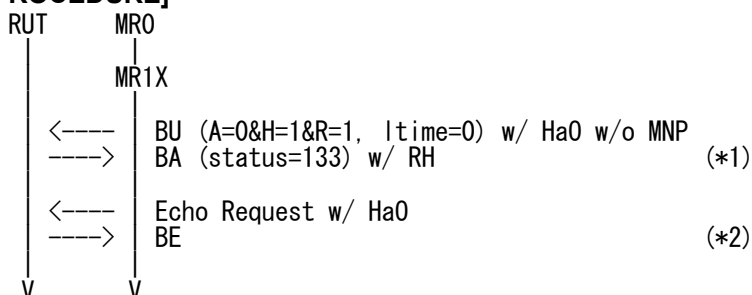 ROCEDURE]
RUT MR0
MR1X
<---- BU (A=0&H=1&R=1, ltime=0) w/ HaO w/o MNP
----> BA (status=133) w/ RH (*1)
<---- Echo Request w/ HaO
----> BE (*2)
V V